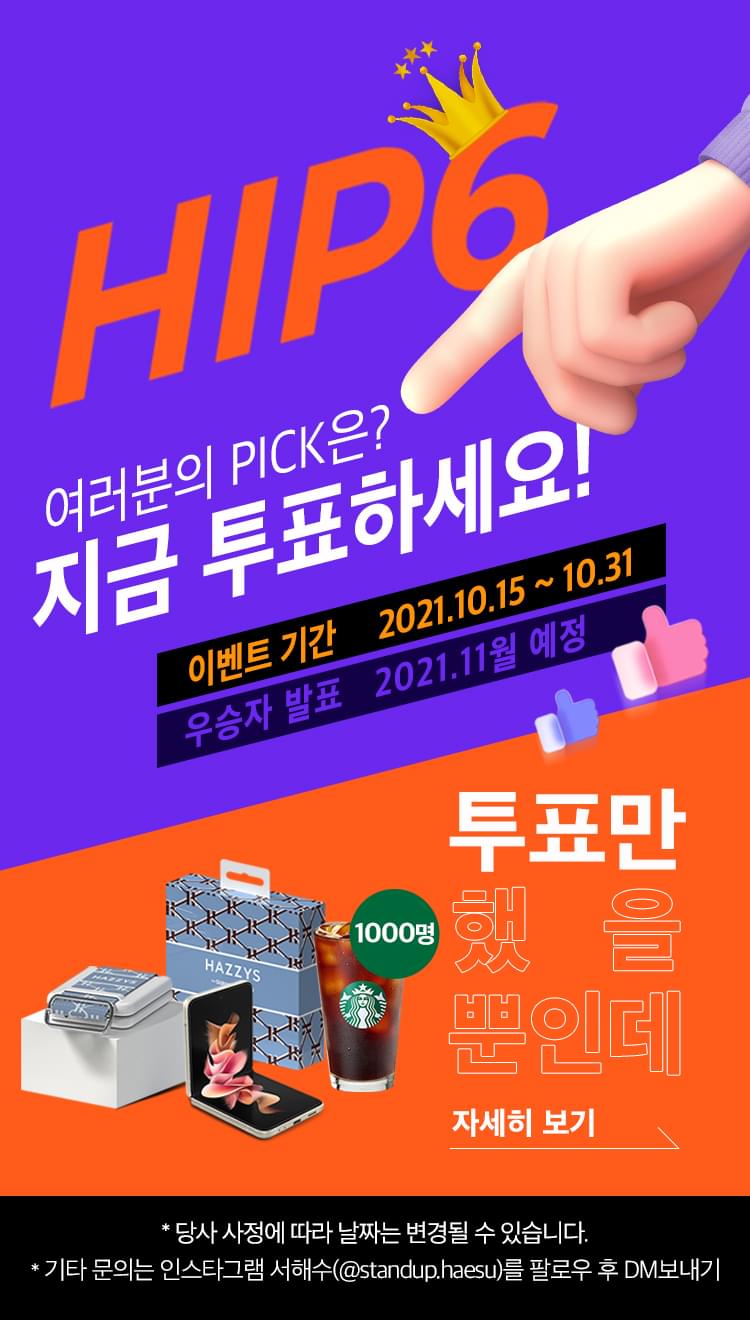 HIP6
여러분의 PICK은?
지금 투표하세요!
이벤트 기간 2021.10.15 ~ 10.31
우승자 발표 2021.11월 예정
투표만
했 을
뿐인데
1000명
HAZZYS
HAZZYS
자세히 보기
* 당사 사정에 따라 날짜는 변경될 수 있습니다.
* 기타 문의는 인스타그램 서해수(@standup.haesu)를 팔로우 후 DM보내기